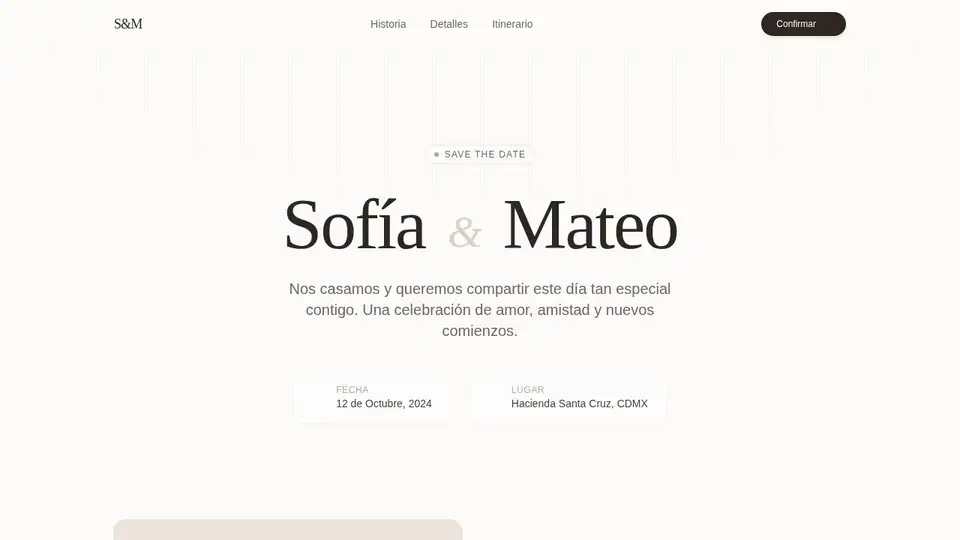 S&M
Historia
Detalles
Itinerario
Confirmar
SAVE THE DATE
Sofía & Mateo
Nos casamos y queremos compartir este día tan especial
contigo. Una celebración de amor, amistad y nuevos
comienzos.
FECHA
12 de Octubre, 2024
LUGAR
Hacienda Santa Cruz, CDMX